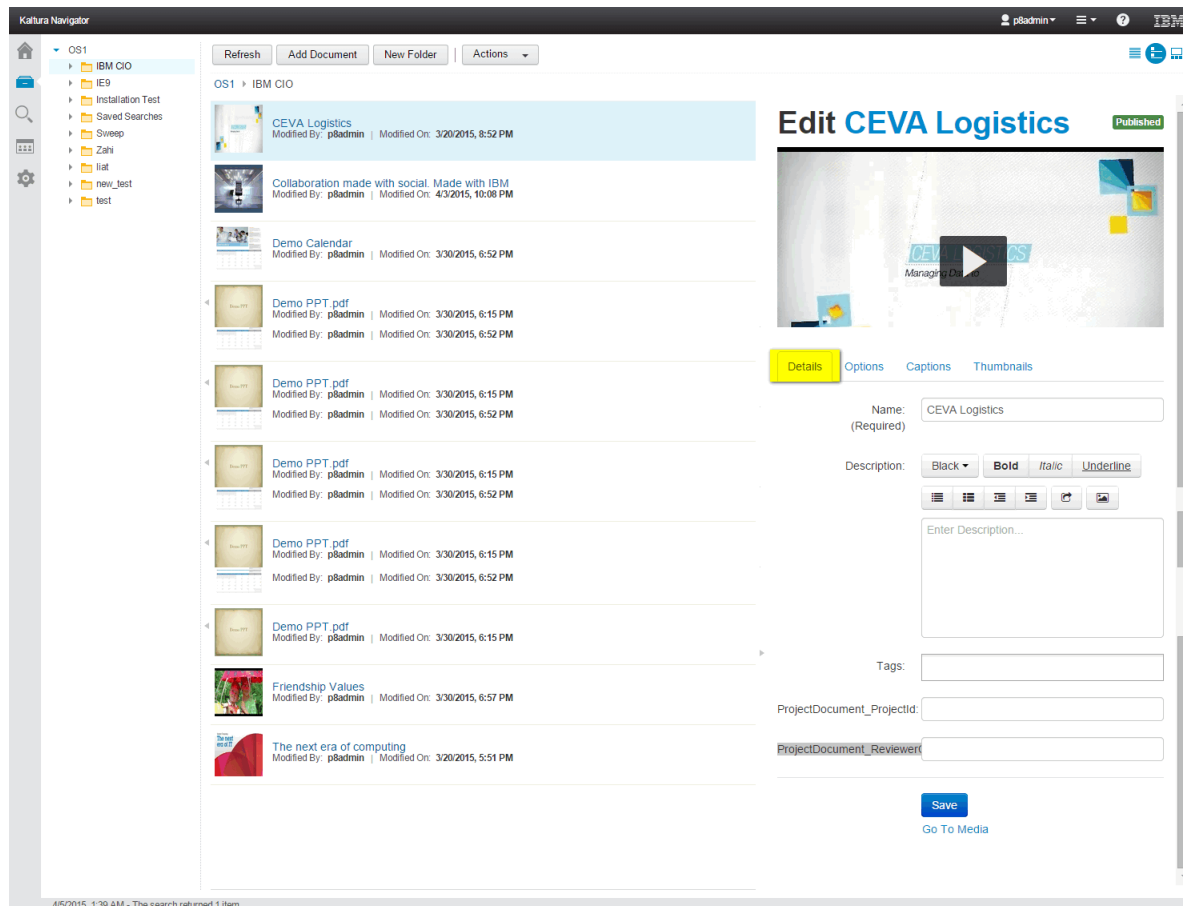 Kaltura Navigator
p8admin
IBM
OS1
IBM CIO
IE9
Installation Test
Saved Searches
Sweep
Zahi
liat
new_test
test
Refresh Add Document New Folder Actions
OS1 IBM CIO
CEVA Logistics
Modified By: p8admin | Modified On: 3/20/2015, 8:52 PM
Collaboration made with social. Made with IBM
Modified By: p8admin | Modified On: 4/3/2015, 10:08 PM
Demo Calendar
Modified By: p8admin | Modified On: 3/30/2015, 6:52 PM
Demo PPT.pdf
Modified By: p8admin | Modified On: 3/30/2015, 6:15 PM
Modified By: p8admin | Modified On: 3/30/2015, 6:52 PM
Demo PPT.pdf
Modified By: p8admin | Modified On: 3/30/2015, 6:15 PM
Modified By: p8admin | Modified On: 3/30/2015, 6:52 PM
Demo PPT.pdf
Modified By: p8admin | Modified On: 3/30/2015, 6:15 PM
Modified By: p8admin | Modified On: 3/30/2015, 6:52 PM
Demo PPT.pdf
Modified By: p8admin | Modified On: 3/30/2015, 6:15 PM
Modified By: p8admin | Modified On: 3/30/2015, 6:52 PM
Demo PPT.pdf
Modified By: p8admin | Modified On: 3/30/2015, 6:15 PM
Friendship Values
Modified By: p8admin | Modified On: 3/30/2015, 6:57 PM
The next era of computing
Modified By: p8admin | Modified On: 3/20/2015, 5:51 PM
Edit CEVA Logistics
Published
Managing
Details Options Captions Thumbnails
Name: CEVA Logistics
(Required)
Description: Black Bold Italic Underline
Enter Description...
Tags:
ProjectDocument_ProjectId:
ProjectDocument_Reviewer
Save
Go To Media
4/5/2015, 1:39 AM - The search returned 1 item.